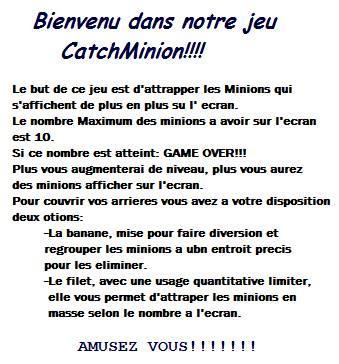 Bienvenu dans notre jeu
CatchMinion!!!!
Le but de ce jeu est d'attrapper les Minions qui
s'affichent de plus en plus su l' ecran.
Le nombre Maximum des minions a avoir sur l'ecran
est 10.
Si ce nombre est atteint: GAME OVER!!!
Plus vous augmenterai de niveau, plus vous aurez
des minions afficher sur l'ecran.
Pour couvrir vos arrieres vous avez a votre disposition
deux otions:
-La banane, mise pour faire diversion et
regrouper les minions a ubn entroit precis
pour les eliminer.
-Le filet, avec une usage quantitative limiter,
elle vous permet d'attraper les minions en
masse selon le nombre a l'ecran.
AMUSEZ VOUS!!!!!!!